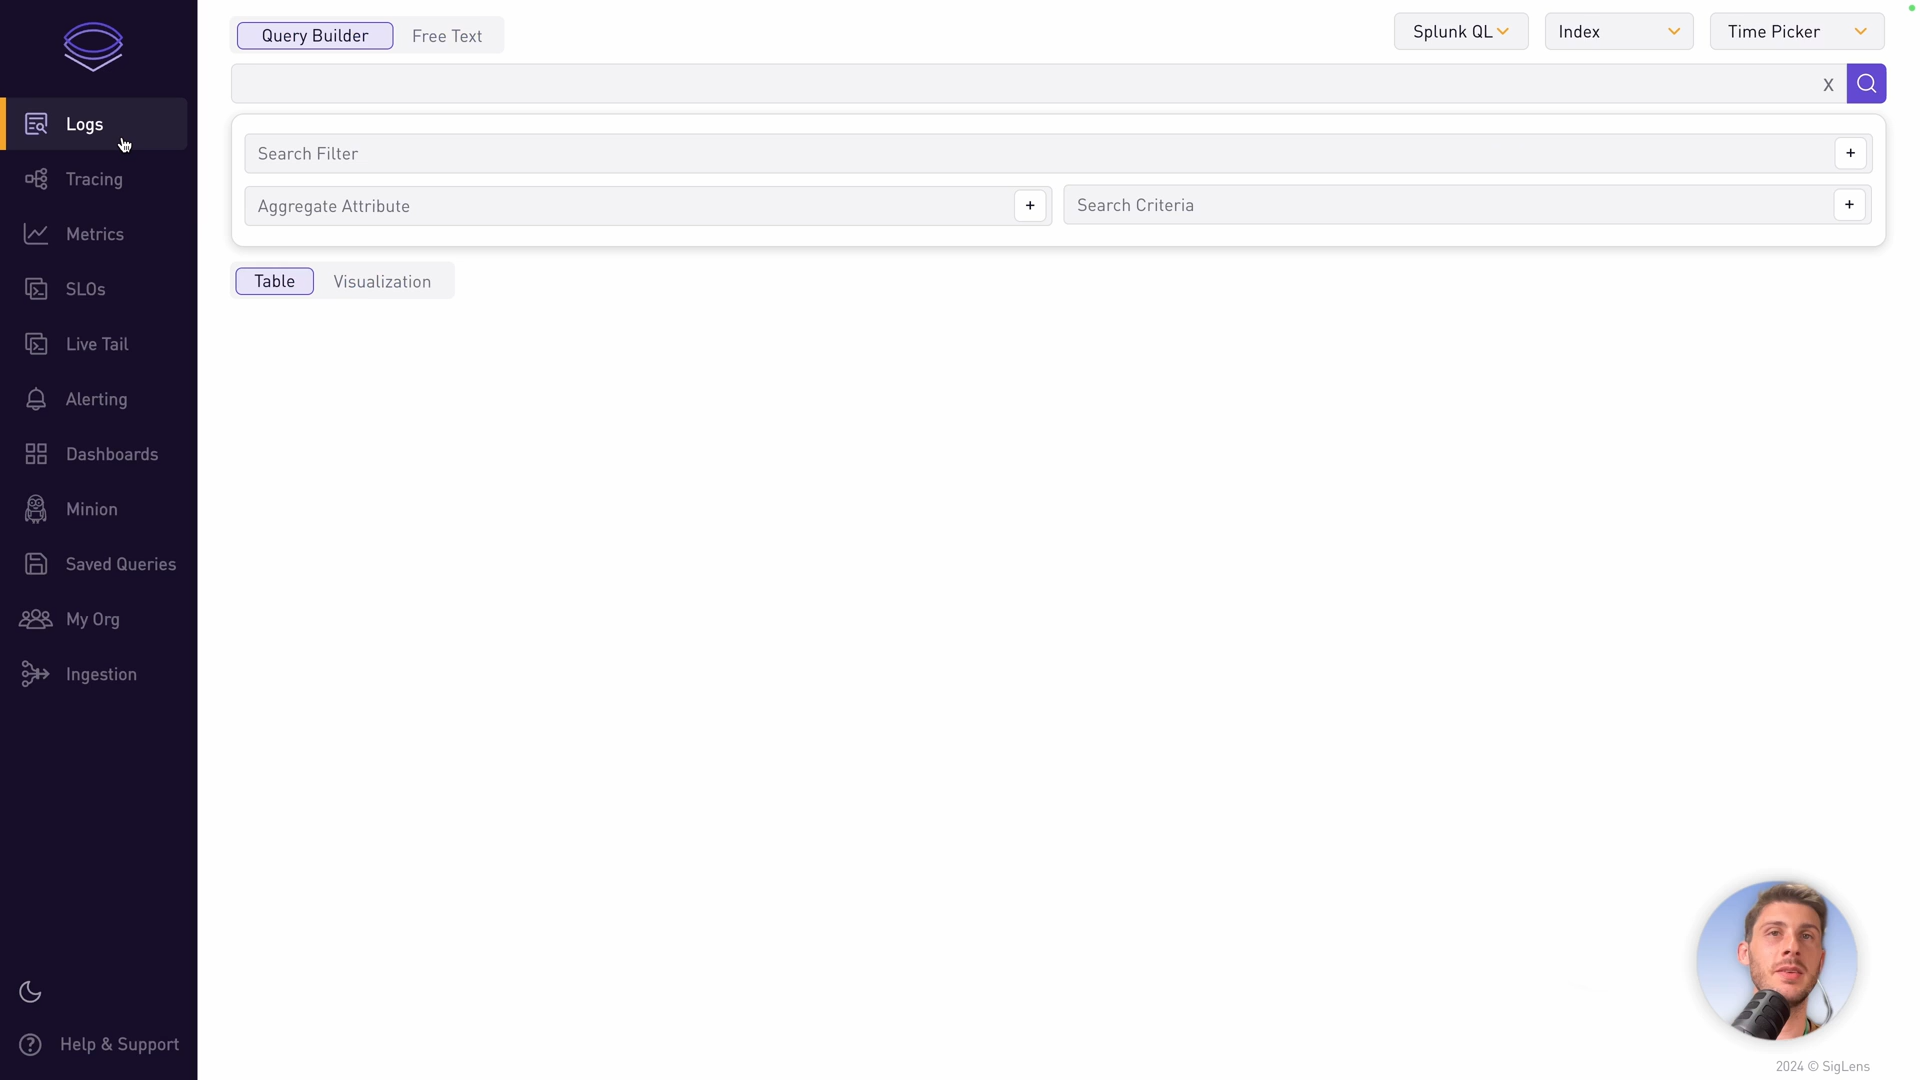 Query Builder
Free Text
Splunk QL
Index
Time Picker
X
Logs
Search Filter
+
Tracing
Aggregate Attribute
+
Search Criteria
+
Metrics
Table
Visualization
SLOs
Live Tail
Alerting
Dashboards
Minion
Saved Queries
My Org
Ingestion
Help & Support
2024 © SigLens